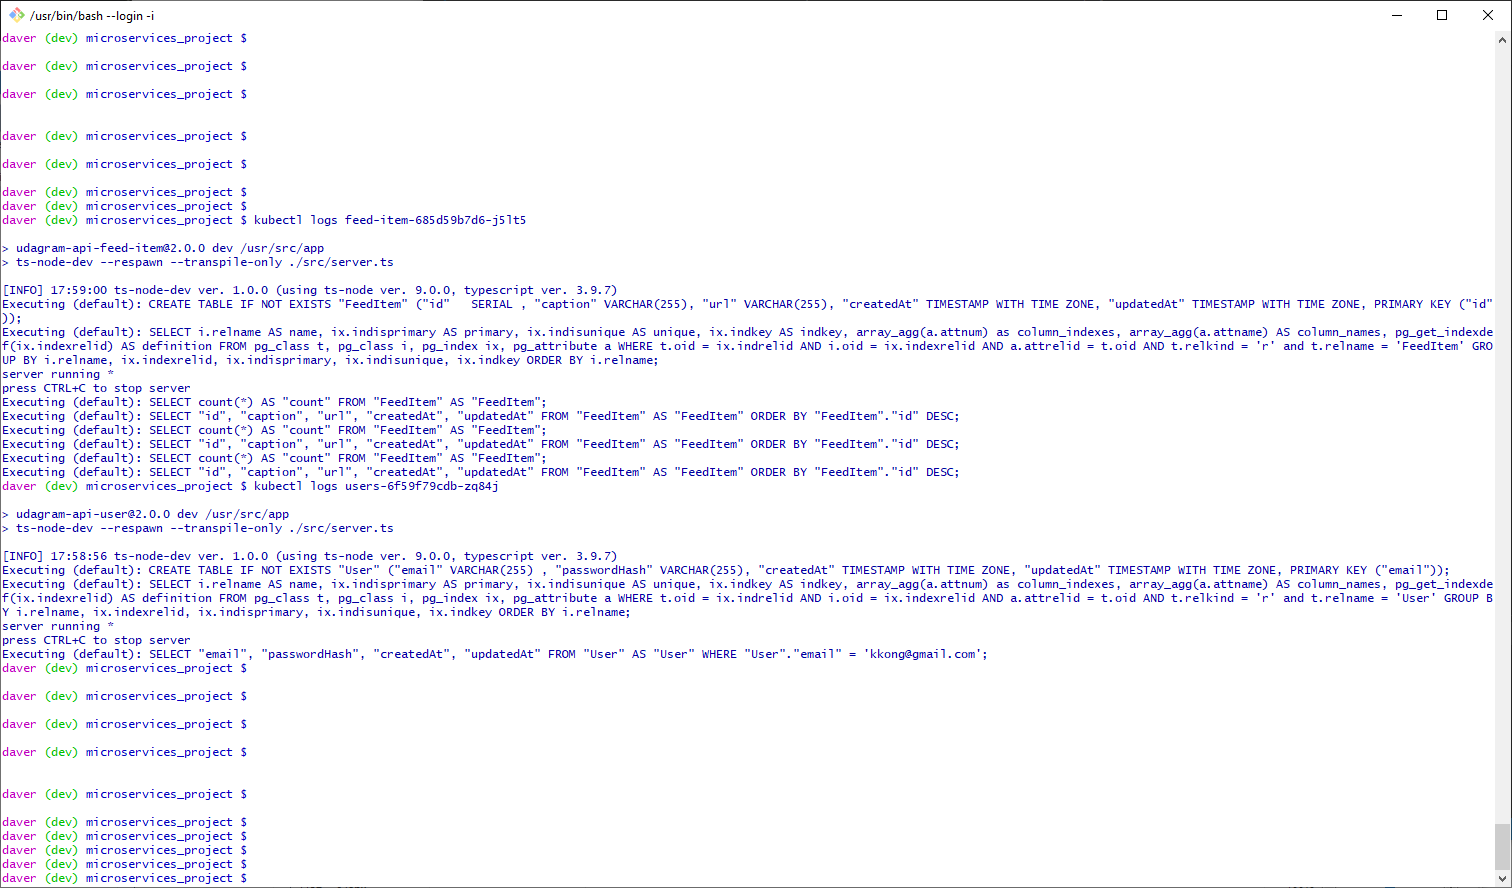 /usr/bin/bash --login -i
daver (dev) microservices_project $
daver (dev) microservices_project $
daver (dev) microservices_project $
daver (dev) microservices_project $
daver (dev) microservices_project $
daver (dev) microservices_project $
daver (dev) microservices_project $
daver (dev) microservices_project $ kubectl logs feed-item-685d59b7d6-j5lt5
> udagram-api-feed-item@2.0.0 dev /usr/src/app
> ts-node-dev --respawn --transpile-only ./src/server.ts
[INFO] 17:59:00 ts-node-dev ver. 1.0.0 (using ts-node ver. 9.0.0, typescript ver. 3.9.7)
Executing (default): CREATE TABLE IF NOT EXISTS "FeedItem" ("id"   SERIAL , "caption" VARCHAR(255), "url" VARCHAR(255), "createdAt" TIMESTAMP WITH TIME ZONE, "updatedAt" TIMESTAMP WITH TIME ZONE, PRIMARY KEY ("id"
));
Executing (default): SELECT i.relname AS name, ix.indisprimary AS primary, ix.indisunique AS unique, ix.indkey AS indkey, array_agg(a.attnum) as column_indexes, array_agg(a.attname) AS column_names, pg_get_indexde
f(ix.indexrelid) AS definition FROM pg_class t, pg_class i, pg_index ix, pg_attribute a WHERE t.oid = ix.indrelid AND i.oid = ix.indexrelid AND a.attrelid = t.oid AND t.relkind = 'r' and t.relname = 'FeedItem' GRO
UP BY i.relname, ix.indexrelid, ix.indisprimary, ix.indisunique, ix.indkey ORDER BY i.relname;
server running *
press CTRL+C to stop server
Executing (default): SELECT count(*) AS "count" FROM "FeedItem" AS "FeedItem";
Executing (default): SELECT "id", "caption", "url", "createdAt", "updatedAt" FROM "FeedItem" AS "FeedItem" ORDER BY "FeedItem"."id" DESC;
Executing (default): SELECT count(*) AS "count" FROM "FeedItem" AS "FeedItem";
Executing (default): SELECT "id", "caption", "url", "createdAt", "updatedAt" FROM "FeedItem" AS "FeedItem" ORDER BY "FeedItem"."id" DESC;
Executing (default): SELECT count(*) AS "count" FROM "FeedItem" AS "FeedItem";
Executing (default): SELECT "id", "caption", "url", "createdAt", "updatedAt" FROM "FeedItem" AS "FeedItem" ORDER BY "FeedItem"."id" DESC;
daver (dev) microservices_project $ kubectl logs users-6f59f79cdb-zq84j
> udagram-api-user@2.0.0 dev /usr/src/app
> ts-node-dev --respawn --transpile-only ./src/server.ts
[INFO] 17:58:56 ts-node-dev ver. 1.0.0 (using ts-node ver. 9.0.0, typescript ver. 3.9.7)
Executing (default): CREATE TABLE IF NOT EXISTS "User" ("email" VARCHAR(255) , "passwordHash" VARCHAR(255), "createdAt" TIMESTAMP WITH TIME ZONE, "updatedAt" TIMESTAMP WITH TIME ZONE, PRIMARY KEY ("email"));
Executing (default): SELECT i.relname AS name, ix.indisprimary AS primary, ix.indisunique AS unique, ix.indkey AS indkey, array_agg(a.attnum) as column_indexes, array_agg(a.attname) AS column_names, pg_get_indexde
f(ix.indexrelid) AS definition FROM pg_class t, pg_class i, pg_index ix, pg_attribute a WHERE t.oid = ix.indrelid AND i.oid = ix.indexrelid AND a.attrelid = t.oid AND t.relkind = 'r' and t.relname = 'User' GROUP B
Y i.relname, ix.indexrelid, ix.indisprimary, ix.indisunique, ix.indkey ORDER BY i.relname;
server running *
press CTRL+C to stop server
Executing (default): SELECT "email", "passwordHash", "createdAt", "updatedAt" FROM "User" AS "User" WHERE "User"."email" = 'kkong@gmail.com';
daver (dev) microservices_project $
daver (dev) microservices_project $
daver (dev) microservices_project $
daver (dev) microservices_project $
daver (dev) microservices_project $
daver (dev) microservices_project $
daver (dev) microservices_project $
daver (dev) microservices_project $
daver (dev) microservices_project $
daver (dev) microservices_project $